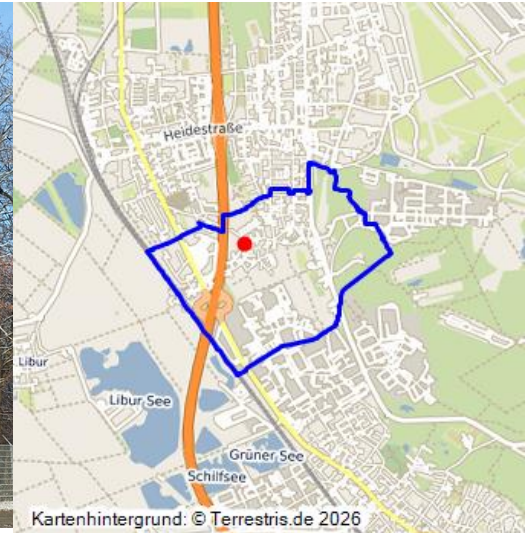 Heidestraße
Libur
Libur See
Grüner See
Schilfsee
Kartenhintergrund: © Terrestris.de 2026